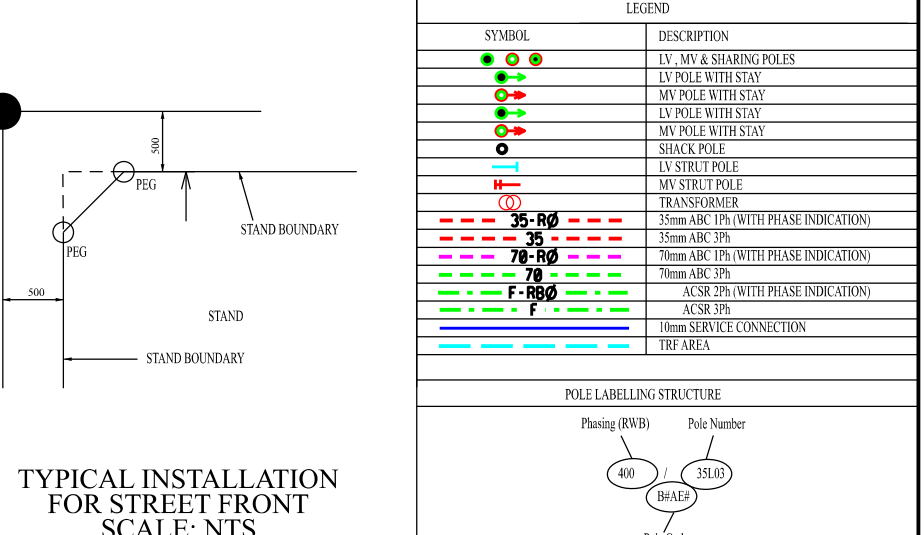 500
PEG
PEG
STAND BOUNDARY
500
STAND
STAND BOUNDARY
TYPICAL INSTALLATION
FOR STREET FRONT
SCALE: NTS
LEGEND
SYMBOL DESCRIPTION
LV , MV & SHARING POLES
LV POLE WITH STAY
MV POLE WITH STAY
LV POLE WITH STAY
MV POLE WITH STAY
SHACK POLE
LV STRUT POLE
MV STRUT POLE
TRANSFORMER
35-RØ 35mm ABC 1Ph (WITH PHASE INDICATION)
35 35mm ABC 3Ph
70-RØ 70mm ABC 1Ph (WITH PHASE INDICATION)
70 70mm ABC 3Ph
F-RBØ ACSR 2Ph (WITH PHASE INDICATION)
F ACSR 3Ph
10mm SERVICE CONNECTION
TRF AREA
POLE LABELLING STRUCTURE
Phasing (RWB) Pole Number
400 / 35L03
B#AE#